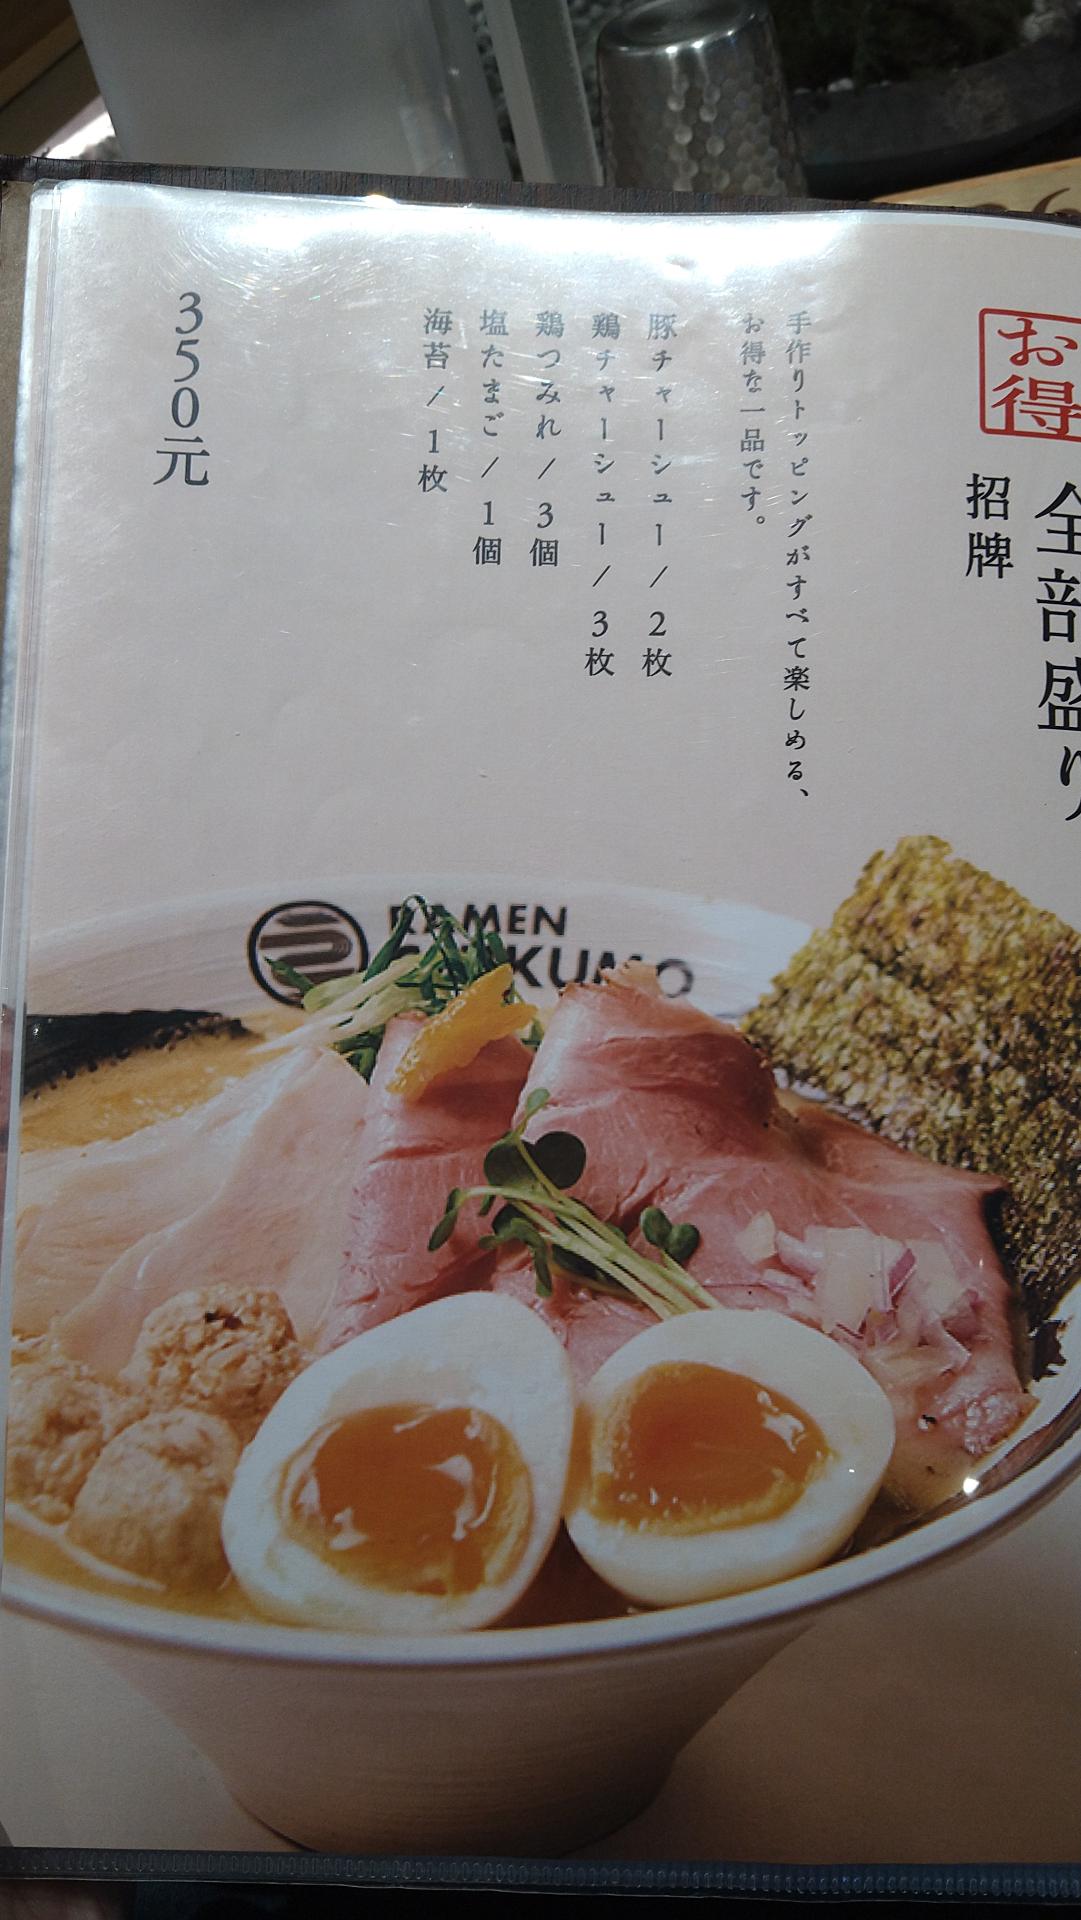 お得
全部盛り
招牌
手作りトッピングがすべて楽しめる、
お得な一品です。
豚チャーシュー/2枚
鶏チャーシュー/3枚
鶏つみれ/3個
塩たまご/1個
海苔/1枚
350元
RAMEN